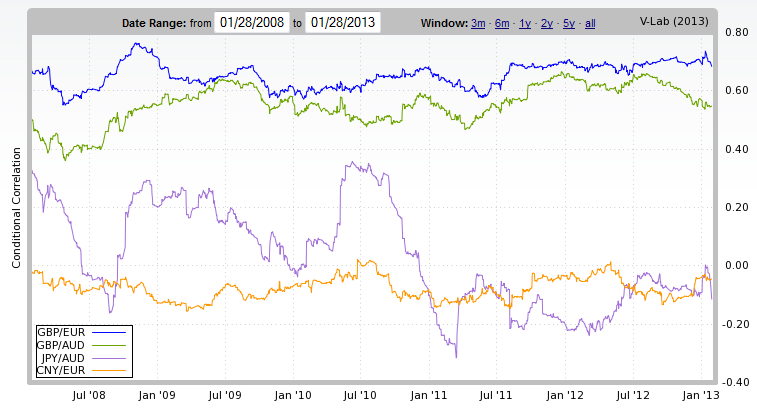 Date Range: from 01/28/2008 to 01/28/2013 Window: 3m · 6m · 1y · 2y · 5y · all V-Lab (2013)
0.80
0.60
0.40
0.20
0.00
-0.20
-0.40
Conditional Correlation
GBP/EUR
GBP/AUD
JPY/AUD
CNY/EUR
Jul '08 Jan '09 Jul '09 Jan '10 Jul '10 Jan '11 Jul '11 Jan '12 Jul '12 Jan '13